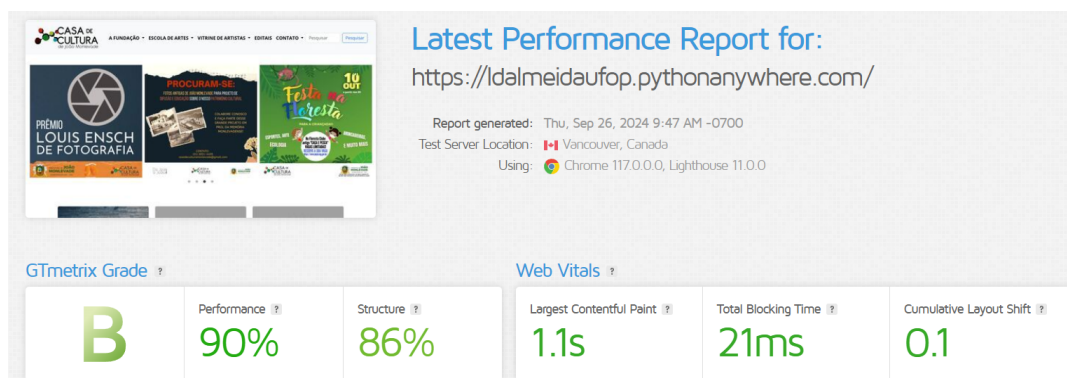 CASA DE
CULTURA
de João Monlevade
A FUNDAÇÃO
ESCOLA DE ARTES
VITRINE DE ARTISTAS
EDITAIS
CONTATO
Pesquisar
Pesquisar
PRÊMIO
LOUIS ENSCH
DE FOTOGRAFIA
PROCURAM-SE:
Festa na
Floresta
10
OUT
Latest Performance Report for:
https://ldalmeidaufop.pythonanywhere.com/
Report generated: Thu, Sep 26, 2024 9:47 AM -0700
Test Server Location: Vancouver, Canada
Using: Chrome 117.0.0.0, Lighthouse 11.0.0
GTmetrix Grade ?
B
Performance ?
90%
Structure ?
86%
Web Vitals ?
Largest Contentful Paint ?
1.1s
Total Blocking Time ?
21ms
Cumulative Layout Shift ?
0.1